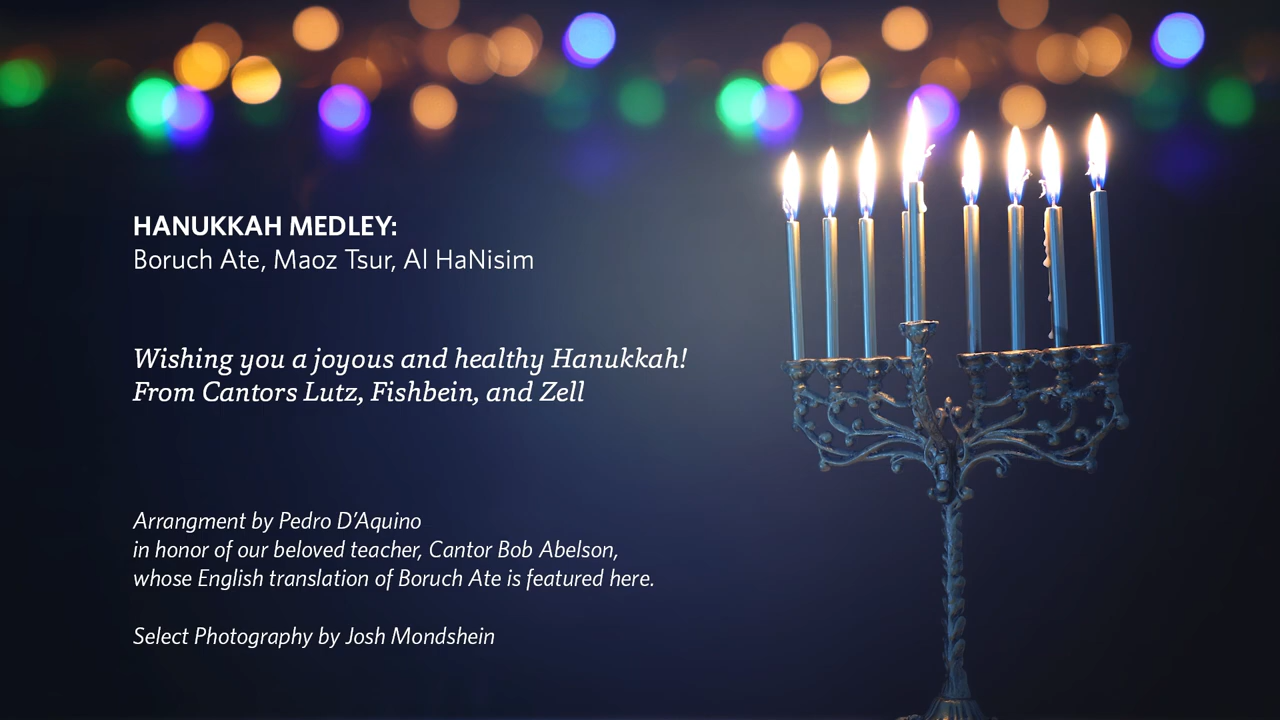 HANUKKAH MEDLEY:
Boruch Ate, Maoz Tsur, Al HaNisim
Wishing you a joyous and healthy Hanukkah!
From Cantors Lutz, Fishbein, and Zell
Arrangment by Pedro D’Aquino
in honor of our beloved teacher, Cantor Bob Abelson,
whose English translation of Boruch Ate is featured here.
Select Photography by Josh Mondshein